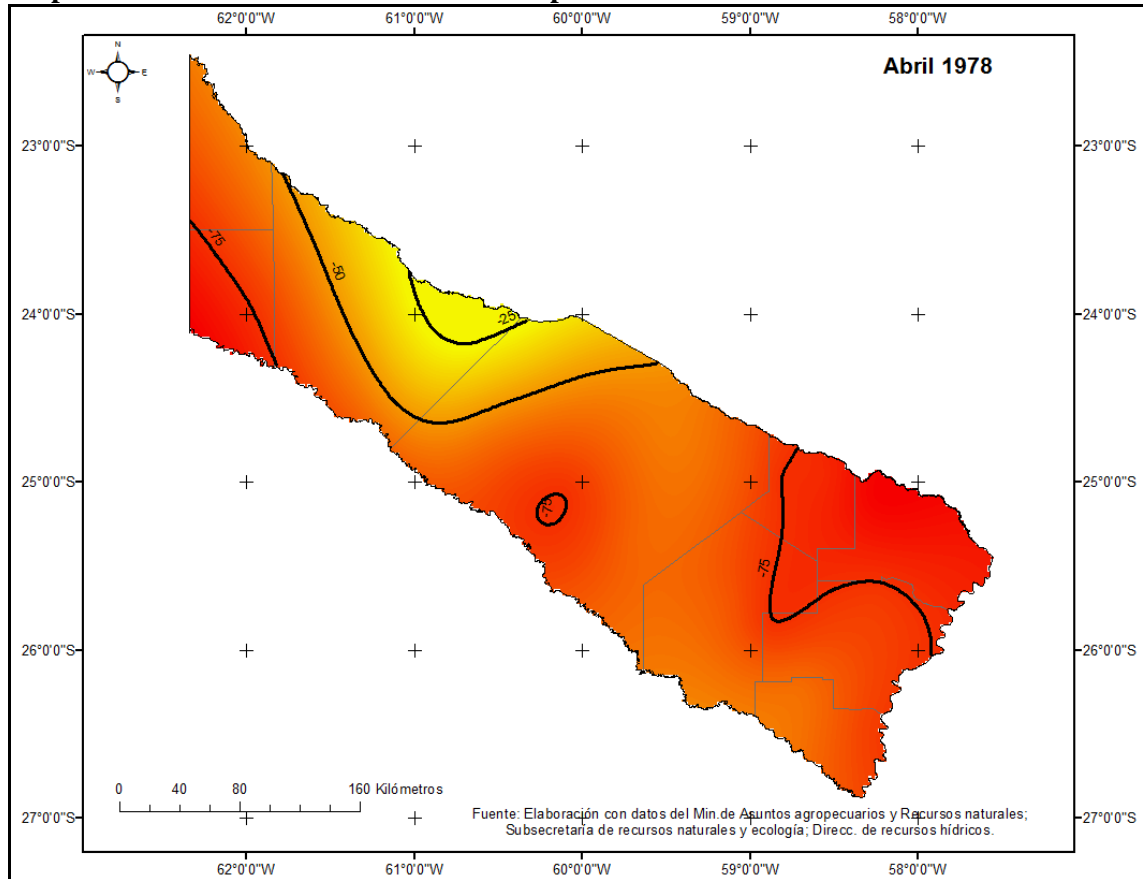 62°0'0"W 61°0'0"W 60°0'0"W 59°0'0"W 58°0'0"W
N
W E
S
Abril 1978
23°0'0"S 23°0'0"S
-75
-50
24°0'0"S 24°0'0"S
-25
25°0'0"S 25°0'0"S
-75
-75
26°0'0"S 26°0'0"S
0 40 80 160 Kilómetros
Fuente: Elaboración con datos del Min.de Asuntos agropecuarios y Recursos naturales;
Subsecretaría de recursos naturales y ecología; Direcc. de recursos hídricos.
27°0'0"S 27°0'0"S
62°0'0"W 61°0'0"W 60°0'0"W 59°0'0"W 58°0'0"W